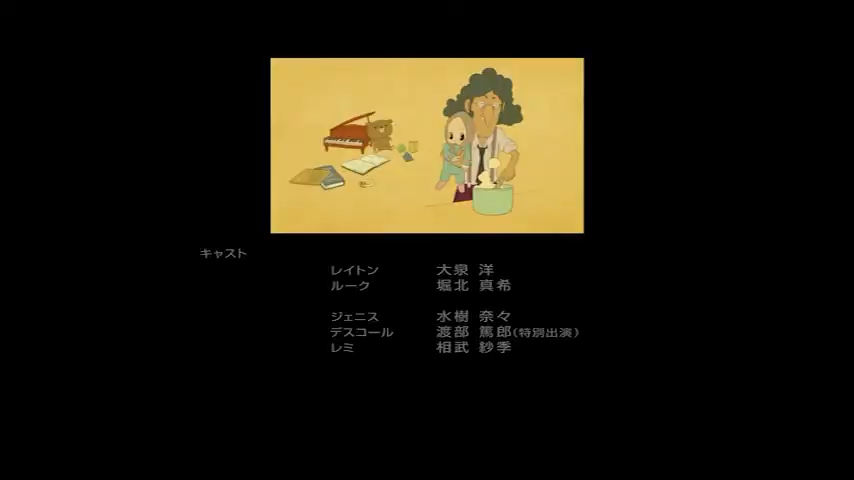 キャスト
レイトン 大泉 洋
ルーク 堀北 真希
ジェニス 水樹 奈々
デスコール 渡部 篤郎(特別出演)
レミ 相武 紗季